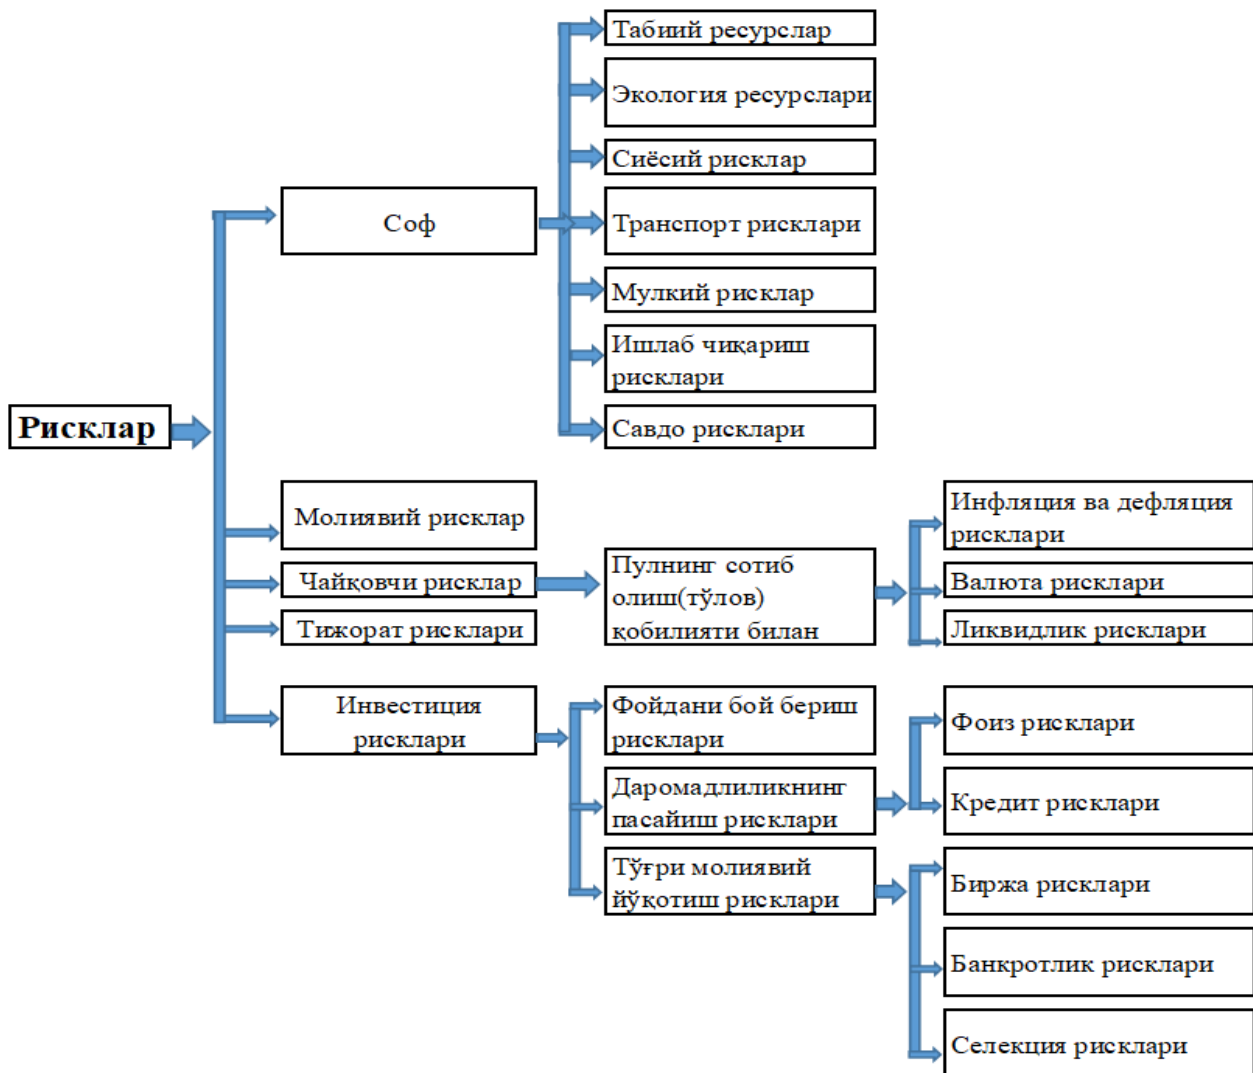 Рисклар
Соф
Табиий ресурслар
Экология ресурслари
Сиёсий рисклар
Транспорт рисклари
Мулкий рисклар
Ишлаб чиқариш
рисклари
Савдо рисклари
Молиявий рисклар
Чайқовчи рисклар
Тижорат рисклари
Пулнинг сотиб
олиш(тўлов)
қобилияти билан
Инфляция ва дефляция
рисклари
Валюта рисклари
Ликвидлик рисклари
Инвестиция
рисклари
Фойдани бой бериш
рисклари
Даромадлиликнинг
пасайиш рисклари
Фоиз рисклари
Кредит рисклари
Тўғри молиявий
йўқотиш рисклари
Биржа рисклари
Банкротлик рисклари
Селекция рисклари